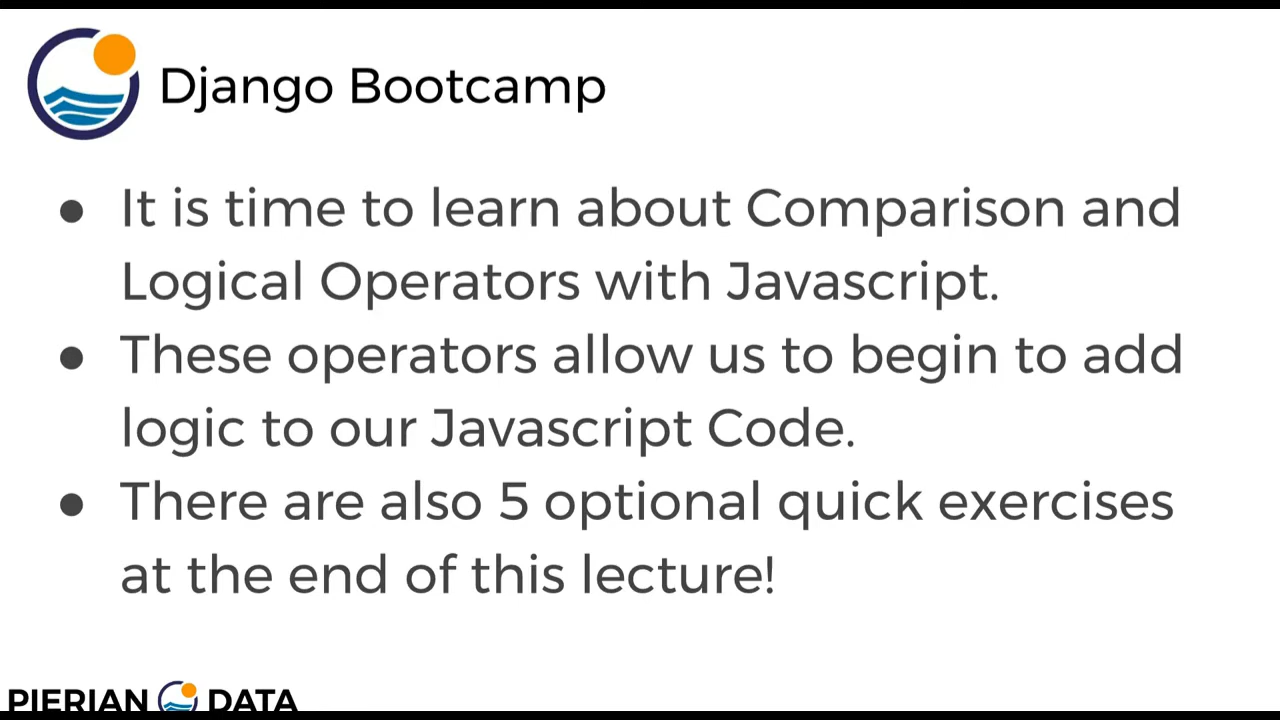 Django Bootcamp
● It is time to learn about Comparison and
Logical Operators with Javascript.
● These operators allow us to begin to add
logic to our Javascript Code.
● There are also 5 optional quick exercises
at the end of this lecture!
PIERIAN DATA